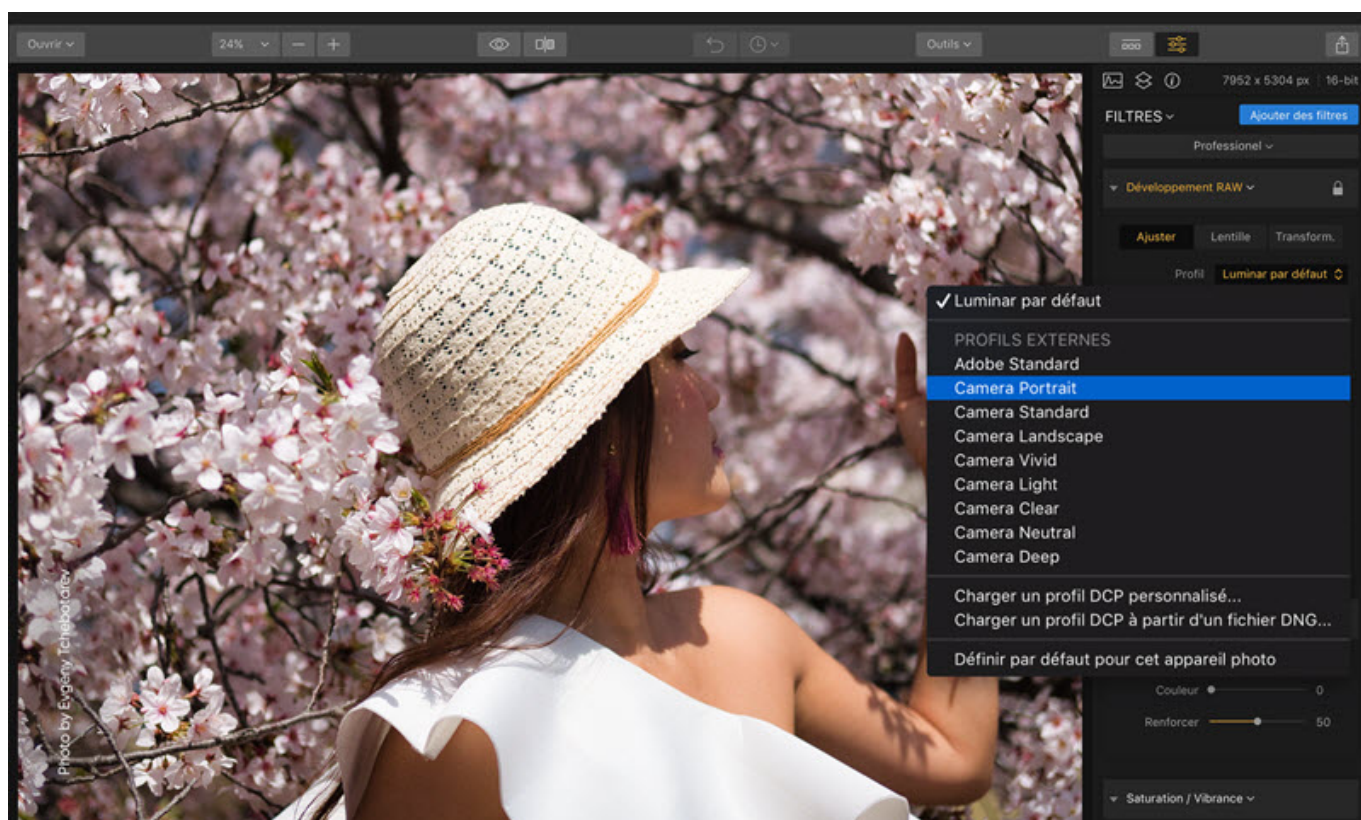 Ouvrir
24%
Outils
7952 x 5304 px
16-bit
FILTRES
Ajouter des filtres
Professionel
Développement RAW
Ajuster
Lentille
Transform.
Profil
Luminar par défaut
Luminar par défaut
PROFILS EXTERNES
Adobe Standard
Camera Portrait
Camera Standard
Camera Landscape
Camera Vivid
Camera Light
Camera Clear
Camera Neutral
Camera Deep
Charger un profil DCP personnalisé...
Charger un profil DCP à partir d'un fichier DNG...
Définir par défaut pour cet appareil photo
Couleur 0
Renforcer 50
Saturation / Vibrance
Photo by Evgeny Tchebotarev